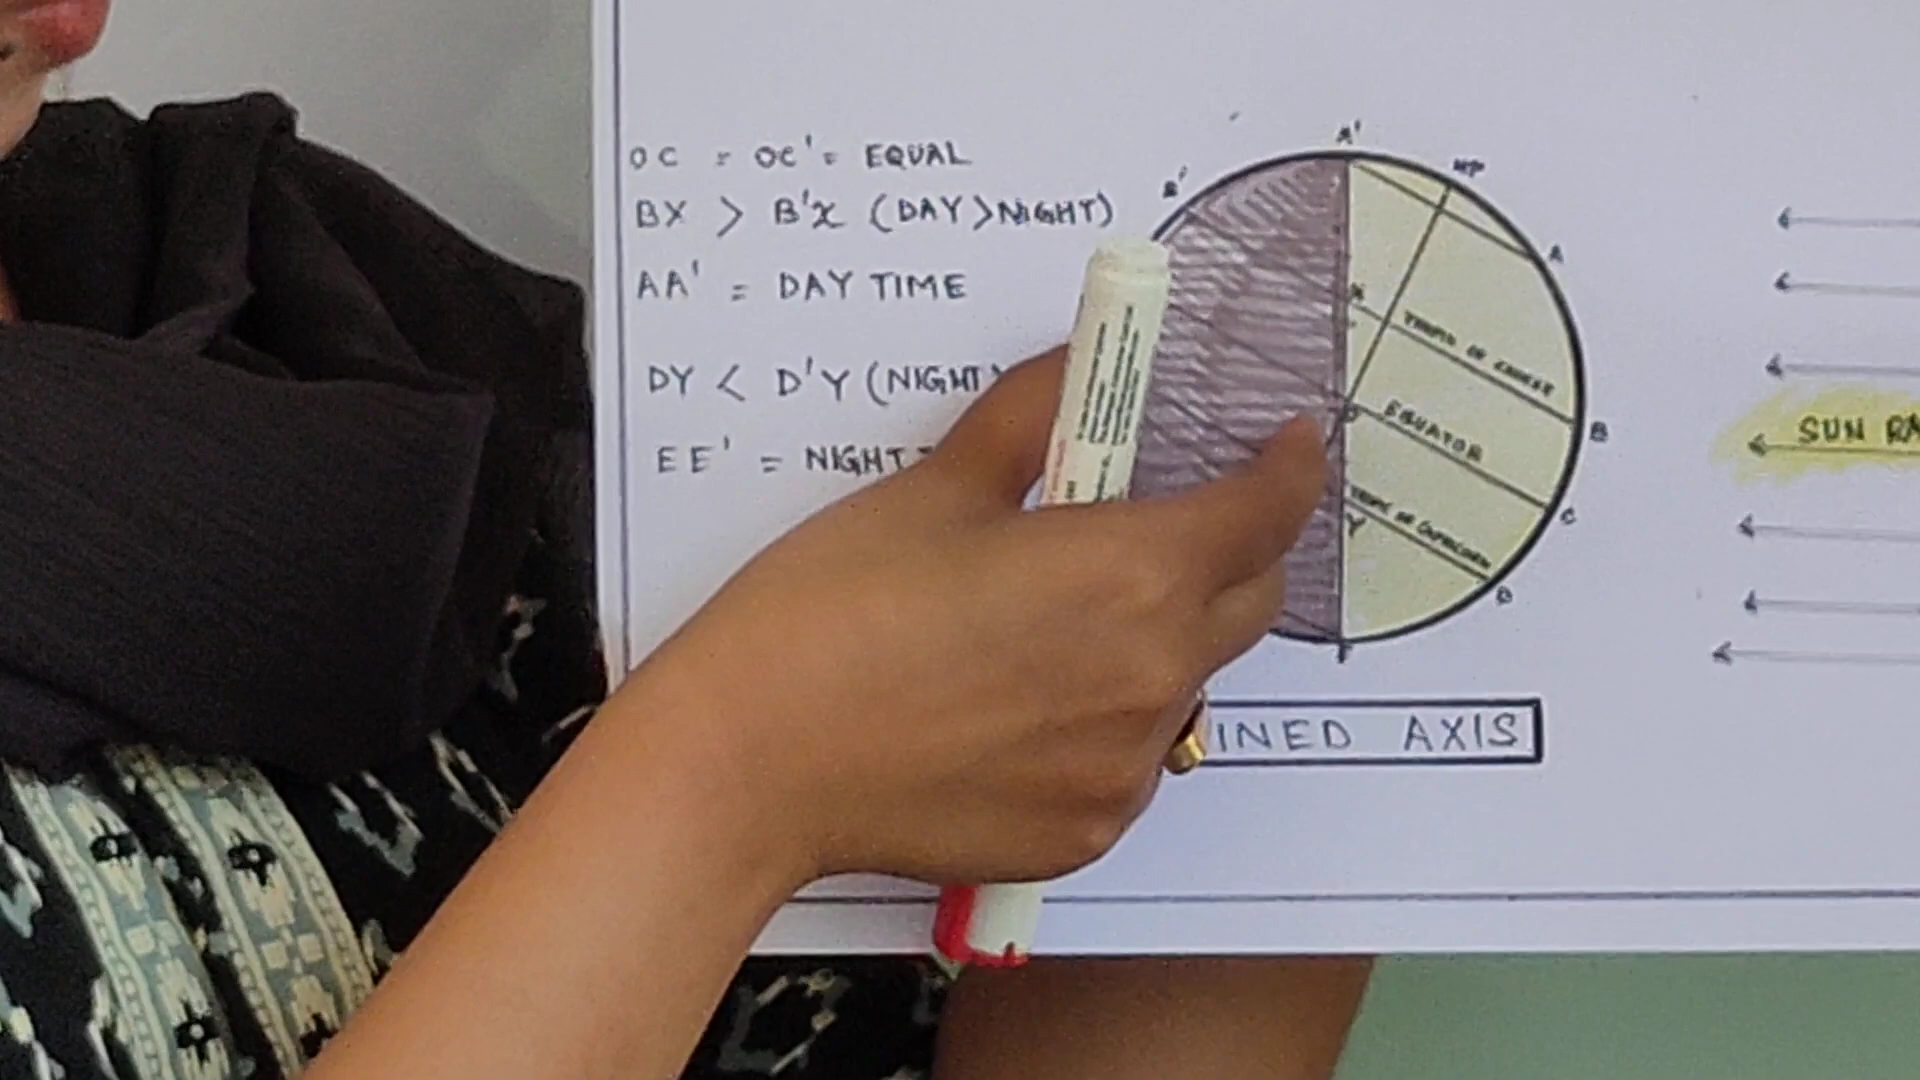 OC = OC' = EQUAL
BX > B'X (DAY>NIGHT)
AA' = DAY TIME
DY < D'Y (NIGHT
EE' = NIGHT
A'
NP
B'
A
X
TROPIC OF CANCER
B
O
EQUATOR
C
TROPIC OF CAPRICORN
Y
D
E
SUN RA
INED AXIS